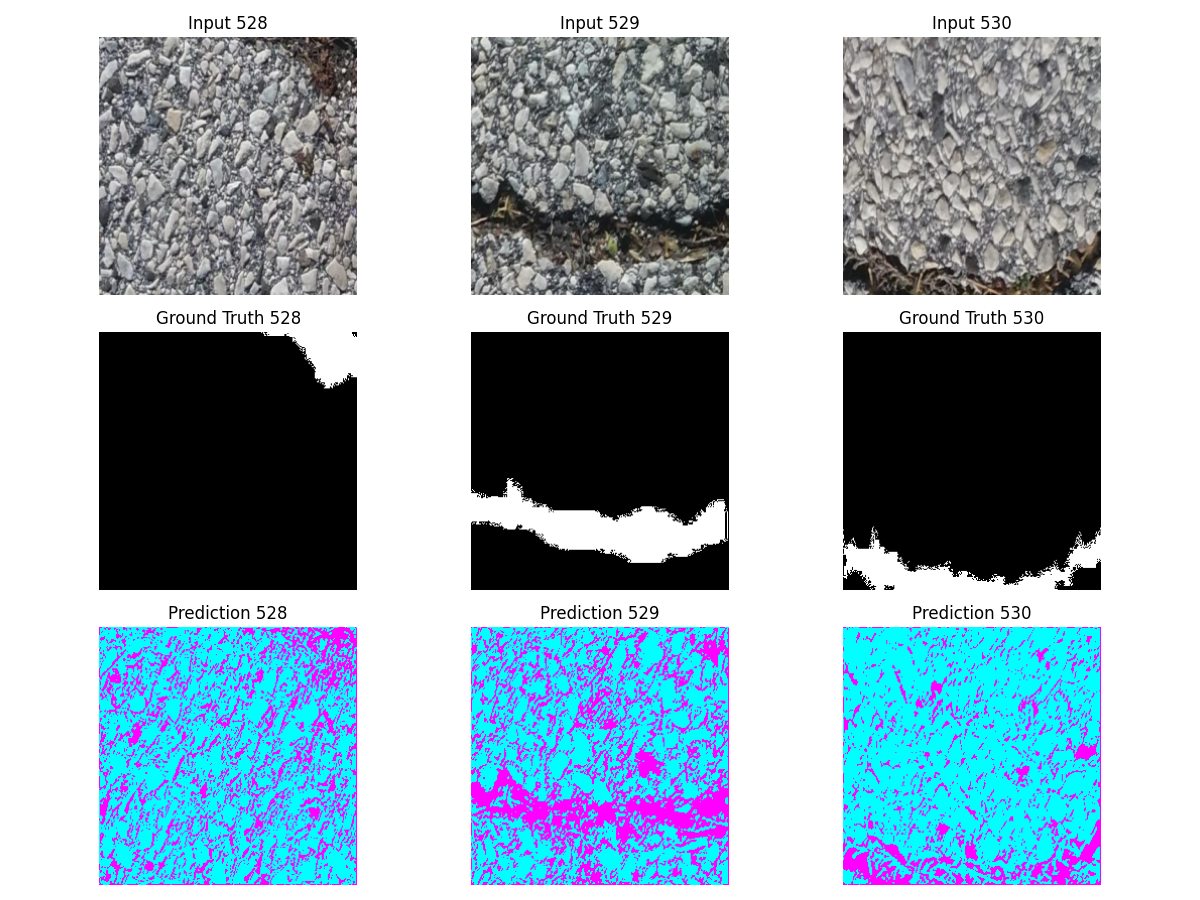 Input 528
Input 529
Input 530
Ground Truth 528
Ground Truth 529
Ground Truth 530
Prediction 528
Prediction 529
Prediction 530